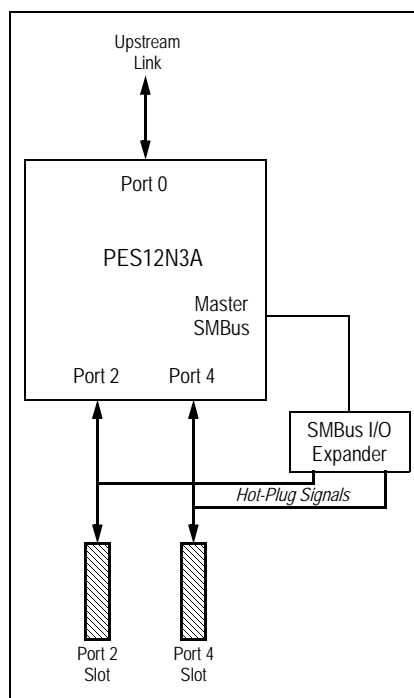 Upstream
Link
Port 0
PES12N3A
Master
SMBus
Port 2 Port 4
SMBus I/O
Expander
Hot-Plug Signals
Port 2
Slot
Port 4
Slot